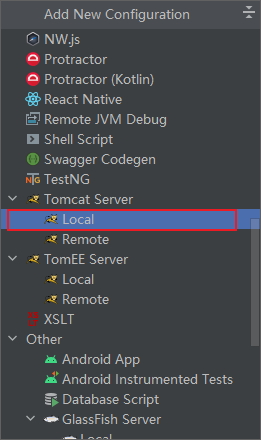 Add New Configuration
NW.js
Protractor
Protractor (Kotlin)
React Native
Remote JVM Debug
Shell Script
Swagger Codegen
TestNG
Tomcat Server
Local
Remote
TomEE Server
Local
Remote
XSLT
Other
Android App
Android Instrumented Tests
Database Script
GlassFish Server
Local